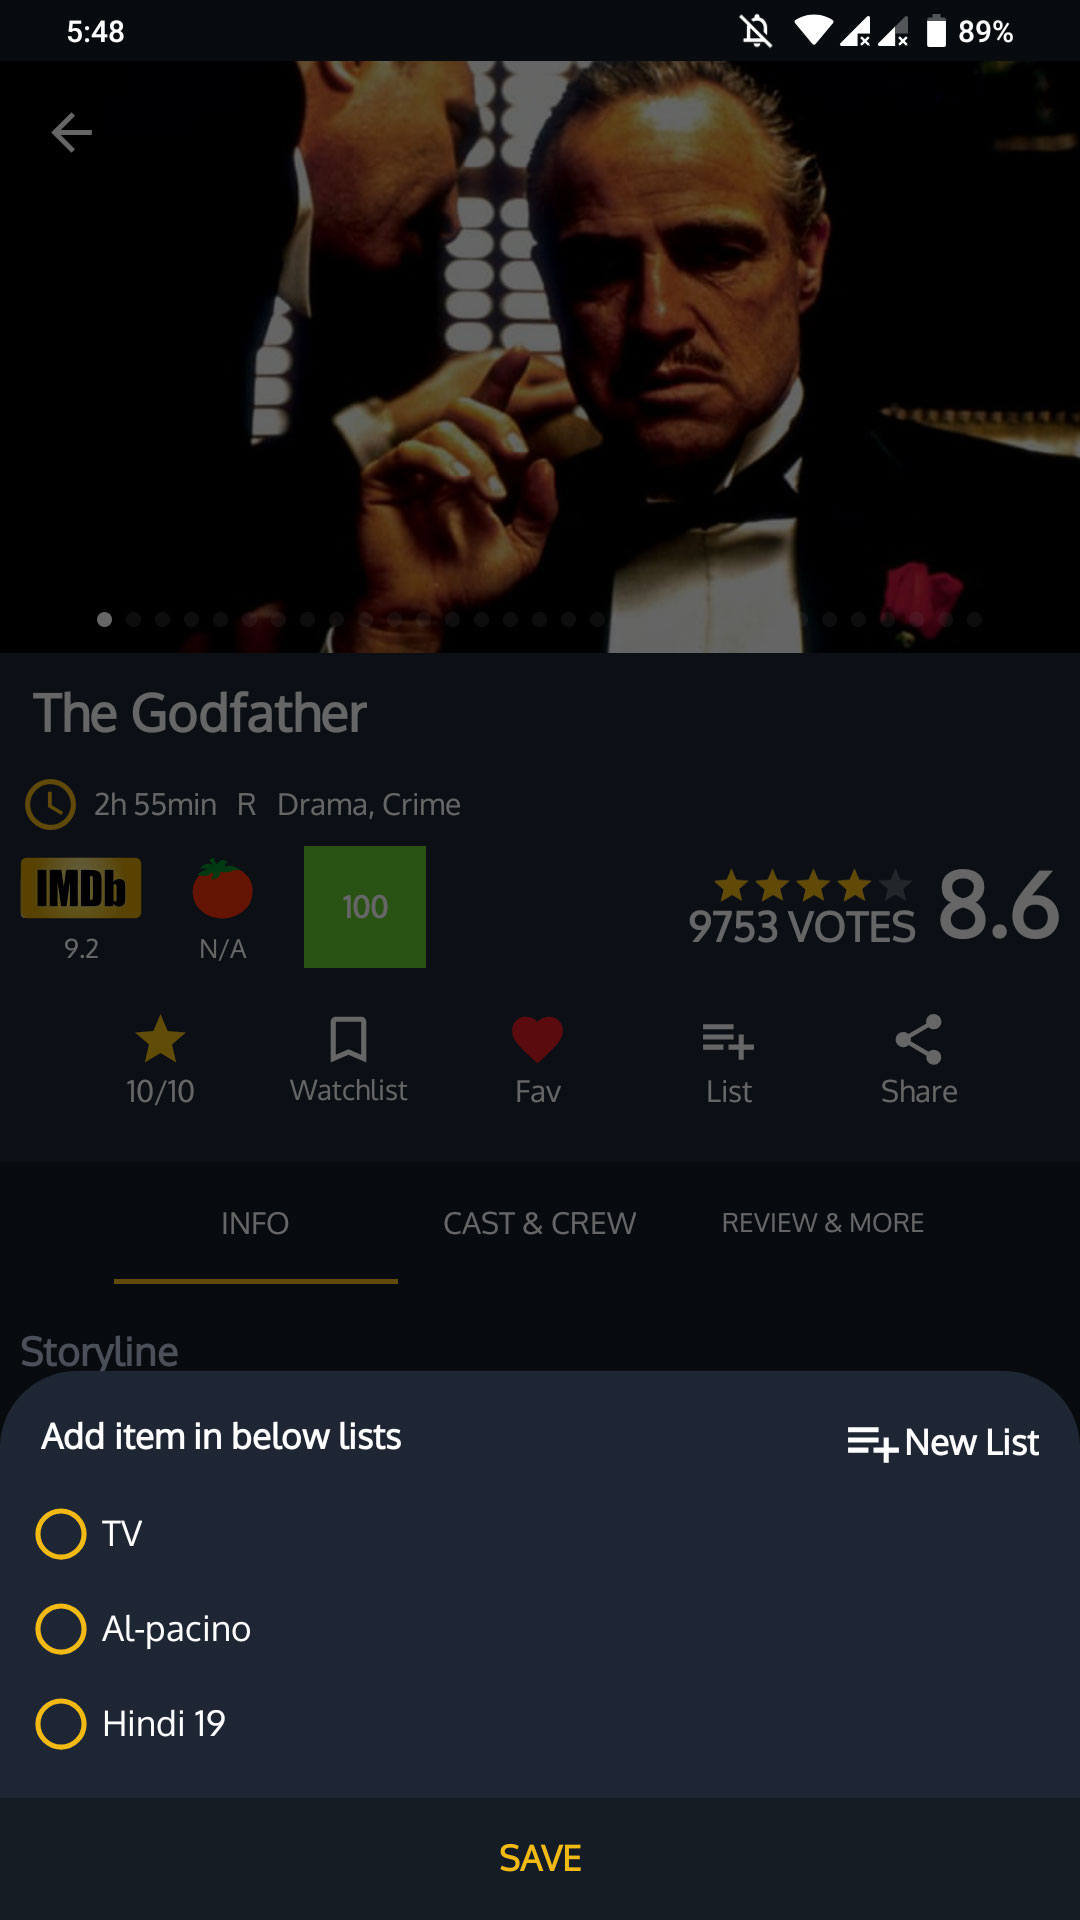 5:48 89%
The Godfather
2h 55min R Drama, Crime
IMDb 100
9.2 N/A
9753 VOTES 8.6
10/10 Watchlist Fav List Share
INFO CAST & CREW REVIEW & MORE
Storyline
Add item in below lists New List
TV
Al-pacino
Hindi 19
SAVE